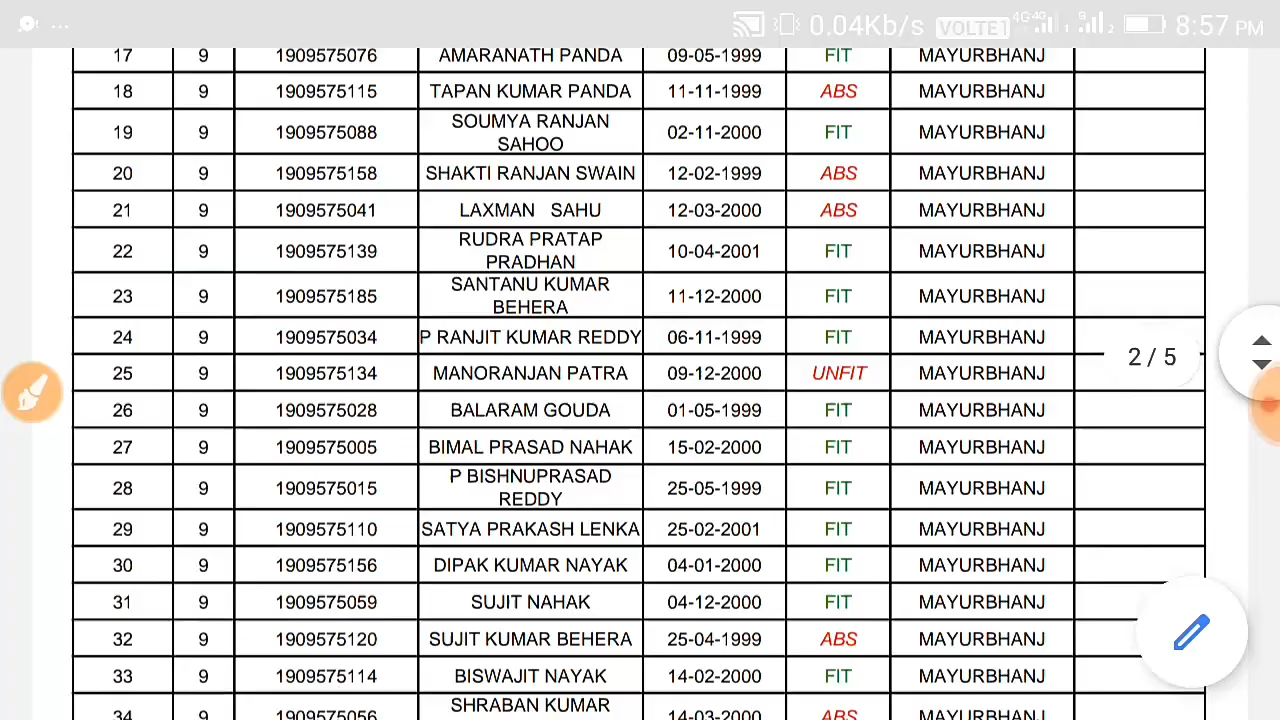 ... 0.04Kb/s VOLTE1 4G+4G 1 2 8:57 PM
17 9 1909575076 AMARANATH PANDA 09-05-1999 FIT MAYURBHANJ
18 9 1909575115 TAPAN KUMAR PANDA 11-11-1999 ABS MAYURBHANJ
19 9 1909575088 SOUMYA RANJAN SAHOO 02-11-2000 FIT MAYURBHANJ
20 9 1909575158 SHAKTI RANJAN SWAIN 12-02-1999 ABS MAYURBHANJ
21 9 1909575041 LAXMAN SAHU 12-03-2000 ABS MAYURBHANJ
22 9 1909575139 RUDRA PRATAP PRADHAN 10-04-2001 FIT MAYURBHANJ
23 9 1909575185 SANTANU KUMAR BEHERA 11-12-2000 FIT MAYURBHANJ
24 9 1909575034 P RANJIT KUMAR REDDY 06-11-1999 FIT MAYURBHANJ
2 / 5
25 9 1909575134 MANORANJAN PATRA 09-12-2000 UNFIT MAYURBHANJ
26 9 1909575028 BALARAM GOUDA 01-05-1999 FIT MAYURBHANJ
27 9 1909575005 BIMAL PRASAD NAHAK 15-02-2000 FIT MAYURBHANJ
28 9 1909575015 P BISHNUPRASAD REDDY 25-05-1999 FIT MAYURBHANJ
29 9 1909575110 SATYA PRAKASH LENKA 25-02-2001 FIT MAYURBHANJ
30 9 1909575156 DIPAK KUMAR NAYAK 04-01-2000 FIT MAYURBHANJ
31 9 1909575059 SUJIT NAHAK 04-12-2000 FIT MAYURBHANJ
32 9 1909575120 SUJIT KUMAR BEHERA 25-04-1999 ABS MAYURBHANJ
33 9 1909575114 BISWAJIT NAYAK 14-02-2000 FIT MAYURBHANJ
34 9 1909575056 SHRABAN KUMAR 14-03-2000 ABS MAYURBHANJ